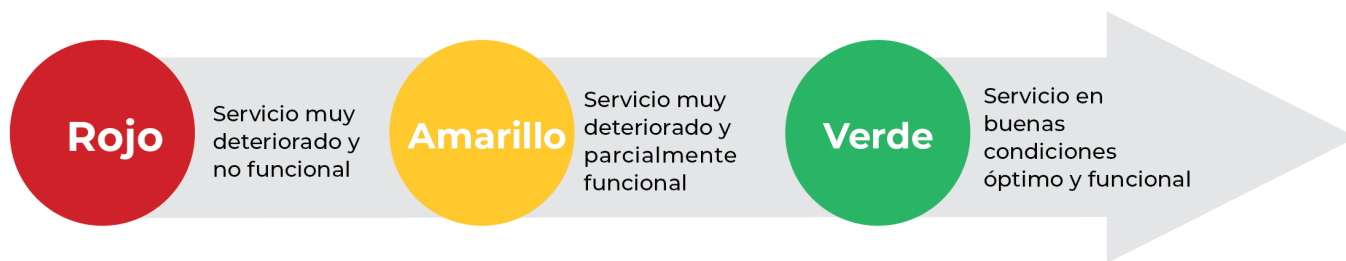 Rojo
Servicio muy
deteriorado y
no funcional
Amarillo
Servicio muy
deteriorado y
parcialmente
funcional
Verde
Servicio en
buenas
condiciones
óptimo y funcional